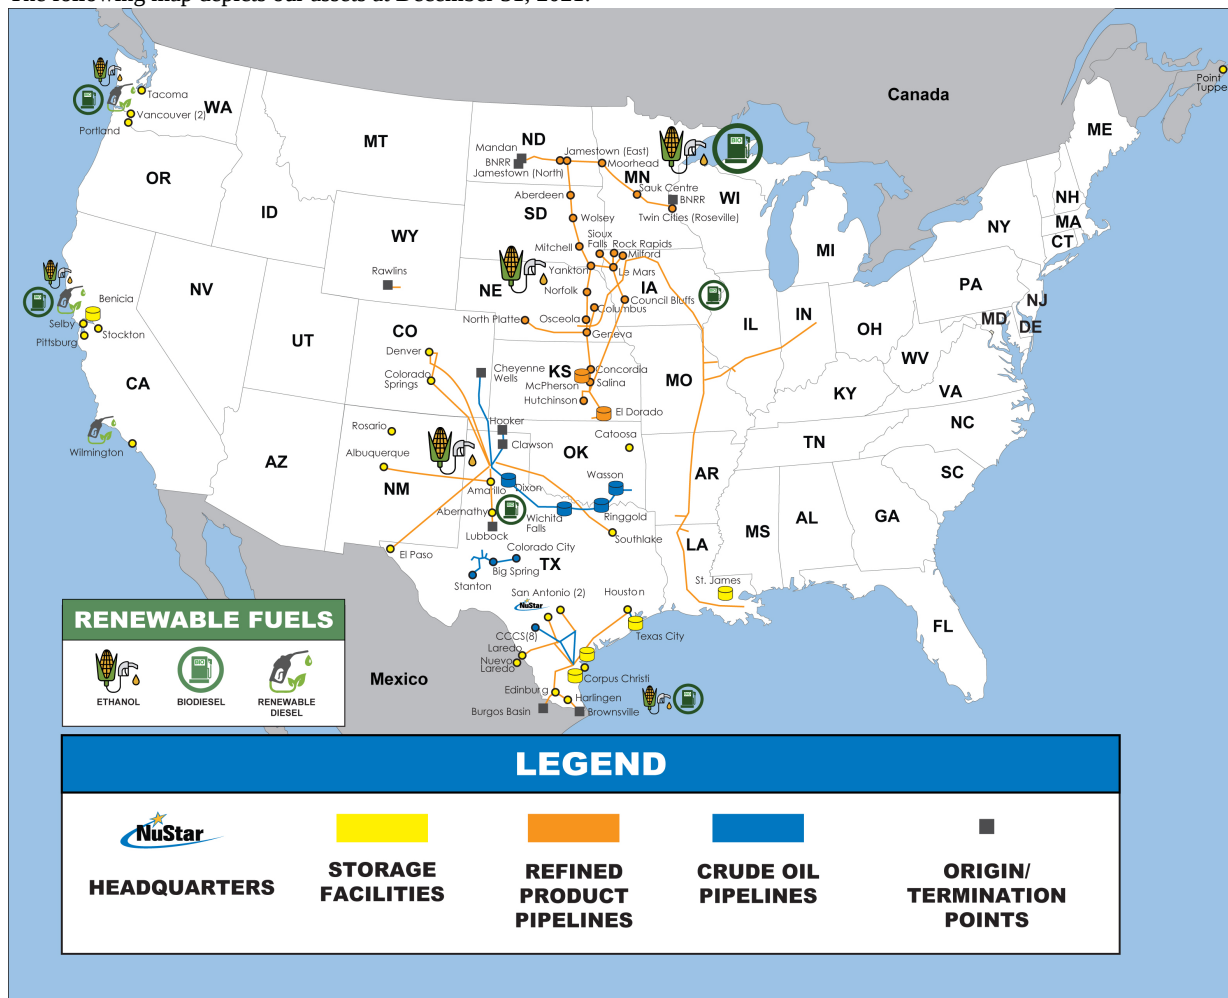 The following map depicts our assets at December 31, 2021:
Canada
Point
Tuppe
Tacoma
WA
Vancouver (2)
Portland
MT
ND
Mandan
BNRR
Jamestown (North)
Jamestown (East)
Moorhead
MN
BIO
ME
OR
ID
Aberdeen
SD
Sauk Centre
BNRR
Twin Cities (Roseville)
WI
NH
MA
CT
NY
WY
Wolsey
Sioux
Falls
Rock Rapids
Mitchell
Milford
MI
Rawlins
Yankton
Le Mars
NE
IA
Norfolk
Council Bluffs
BIO
PA
NJ
MD
DE
NV
Benicia
BIO
Selby
Stockton
Pittsburg
UT
CO
North Platte
Columbus
Osceola
Geneva
IL
IN
OH
WV
Denver
Colorado
Springs
Cheyenne
Wells
KS
Concordia
McPherson
Salina
Hutchinson
El Dorado
MO
KY
VA
CA
NC
Rosario
Hooker
Clawson
OK
Catoosa
TN
Wilmington
Albuquerque
AZ
NM
Amarillo
Dixon
Wasson
AR
SC
Abernathy
BIO
Wichita
Falls
Ringgold
MS
AL
GA
Lubbock
Southlake
LA
El Paso
Colorado City
TX
Big Spring
Stanton
St. James
San Antonio (2)
Houston
NuStar
FL
CCCS(8)
Texas City
Laredo
Nuevo
Laredo
Corpus Christi
Mexico
Edinburg
Harlingen
BIO
Burgos Basin
Brownsville
RENEWABLE FUELS
BIO
ETHANOL
BIODIESEL
RENEWABLE
DIESEL
LEGEND
NuStar
HEADQUARTERS
STORAGE
FACILITIES
REFINED
PRODUCT
PIPELINES
CRUDE OIL
PIPELINES
ORIGIN/
TERMINATION
POINTS